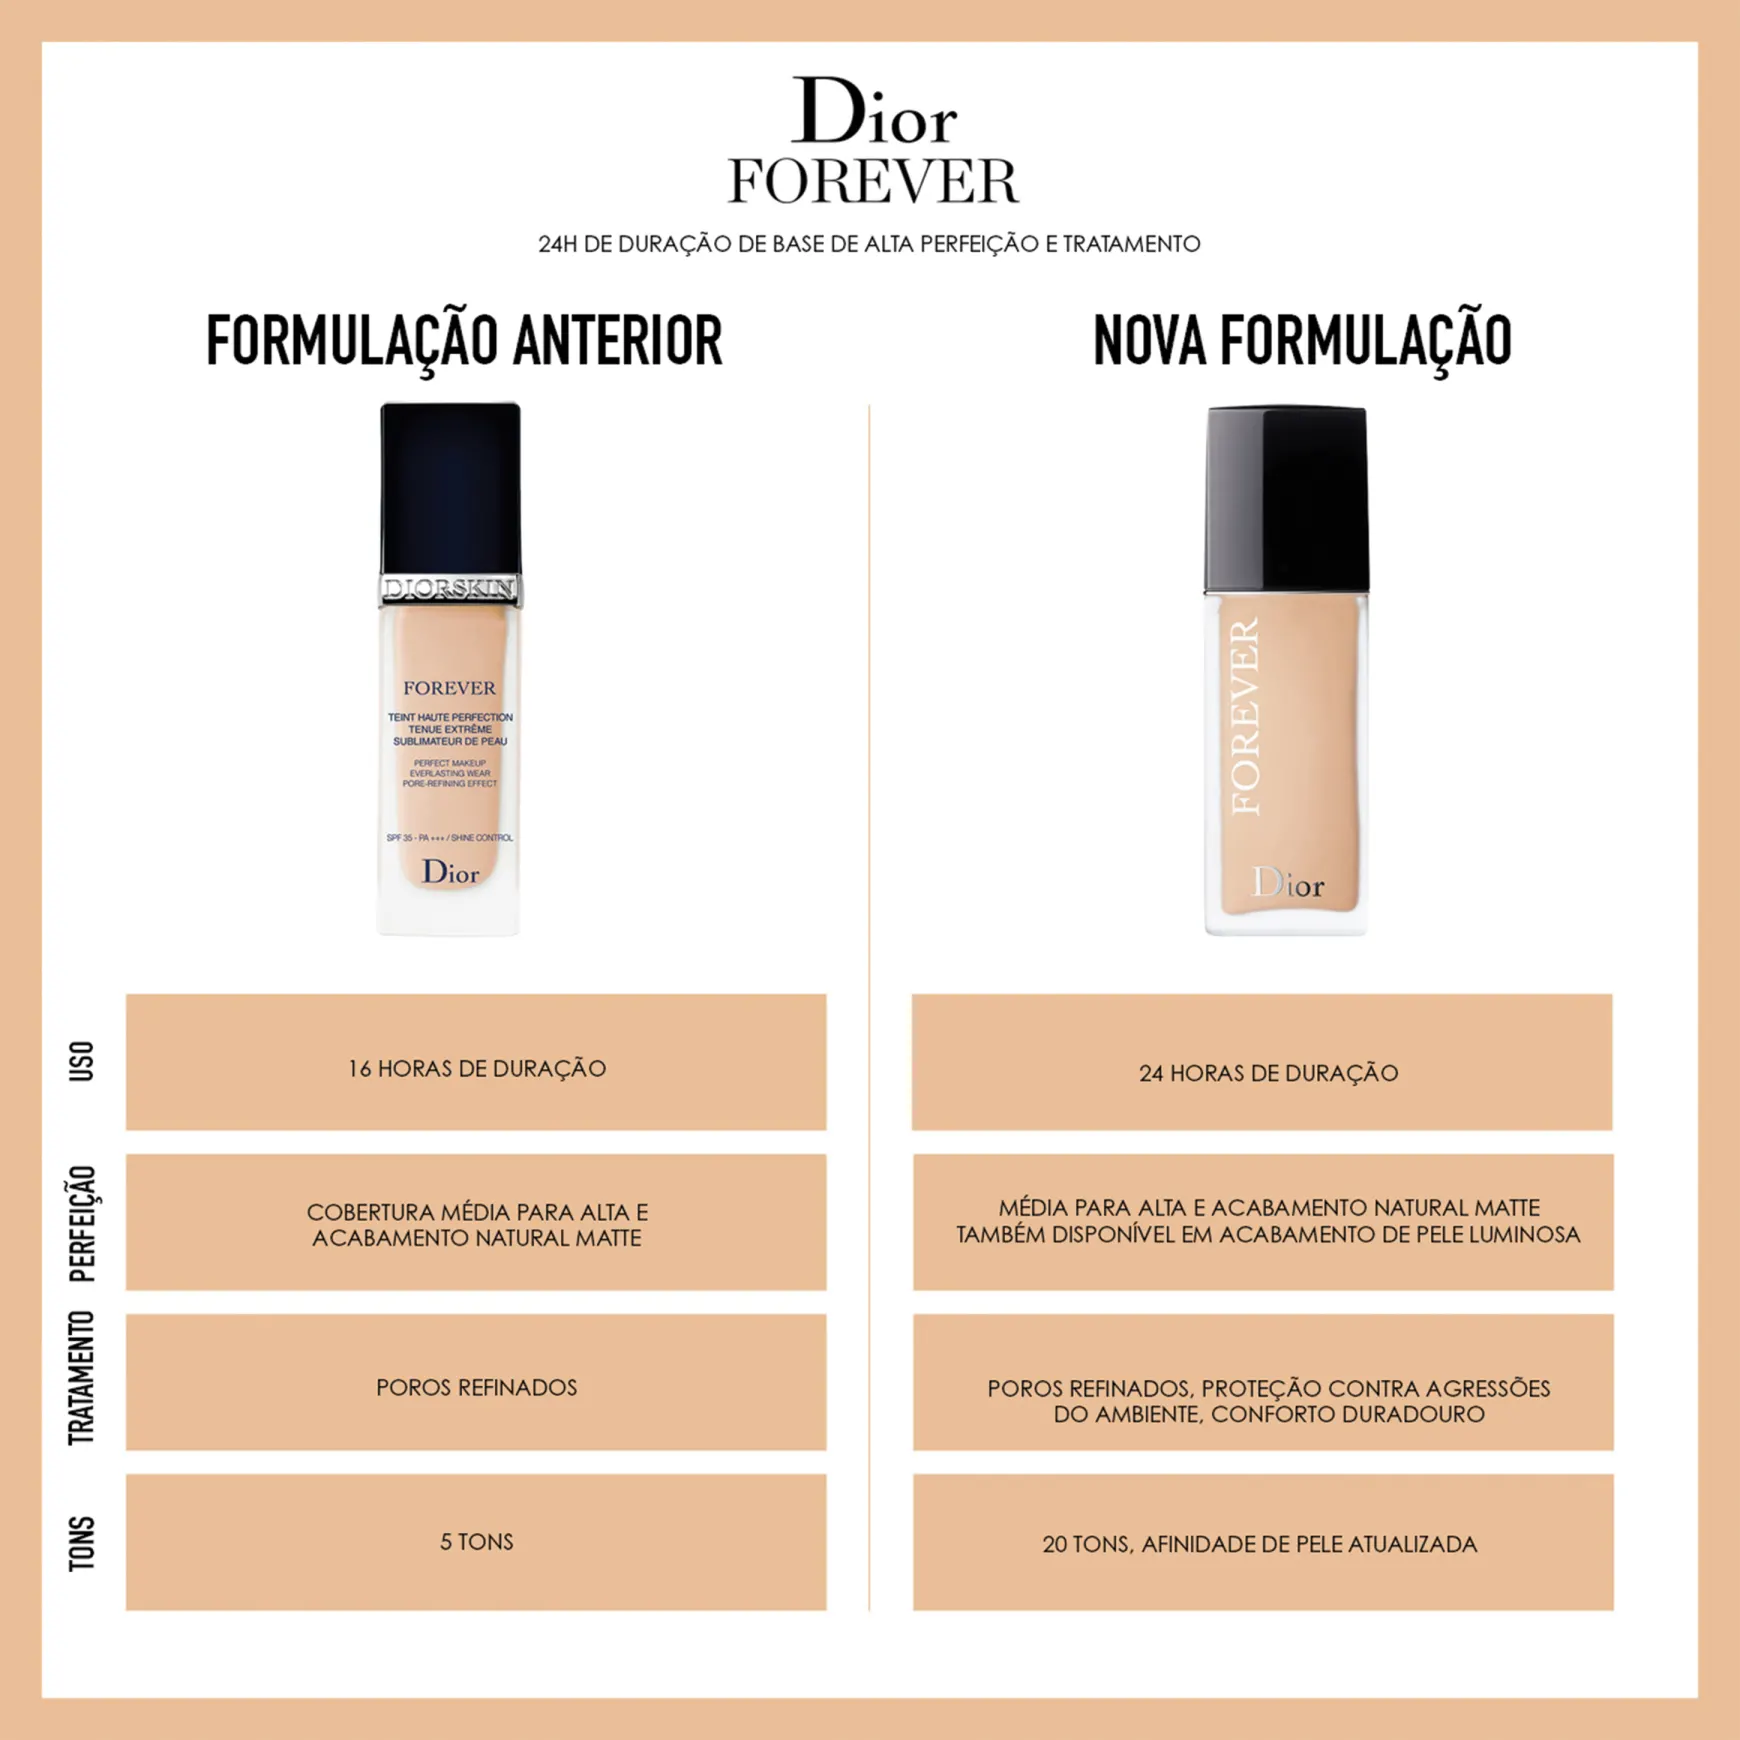 Dior
FOREVER
24H DE DURAÇÃO DE BASE DE ALTA PERFEIÇÃO E TRATAMENTO
FORMULAÇÃO ANTERIOR
NOVA FORMULAÇÃO
DIORSKIN
FOREVER
TEINT HAUTE PERFECTION
TENUE EXTRÊME
SUBLIMATEUR DE PEAU
PERFECT MAKEUP
EVERLASTING WEAR
PORE-REFINING EFFECT
SPF 35 - PA +++ / SHINE CONTROL
Dior
FOREVER
Dior
USO
16 HORAS DE DURAÇÃO
24 HORAS DE DURAÇÃO
PERFEIÇÃO
COBERTURA MÉDIA PARA ALTA E
ACABAMENTO NATURAL MATTE
MÉDIA PARA ALTA E ACABAMENTO NATURAL MATTE
TAMBÉM DISPONÍVEL EM ACABAMENTO DE PELE LUMINOSA
TRATAMENTO
POROS REFINADOS
POROS REFINADOS, PROTEÇÃO CONTRA AGRESSÕES
DO AMBIENTE, CONFORTO DURADOURO
TONS
5 TONS
20 TONS, AFINIDADE DE PELE ATUALIZADA